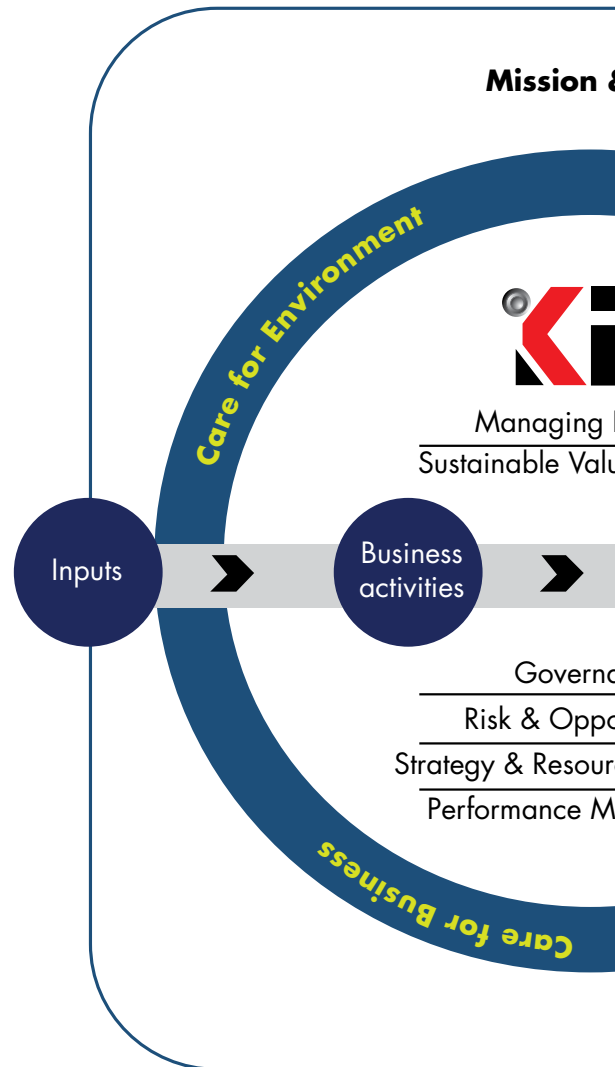 Mission &
Care for Environment
Ki
Managing
Sustainable Valu
Inputs
Business
activities
Governa
Risk & Oppo
Strategy & Resour
Performance M
Care for Business